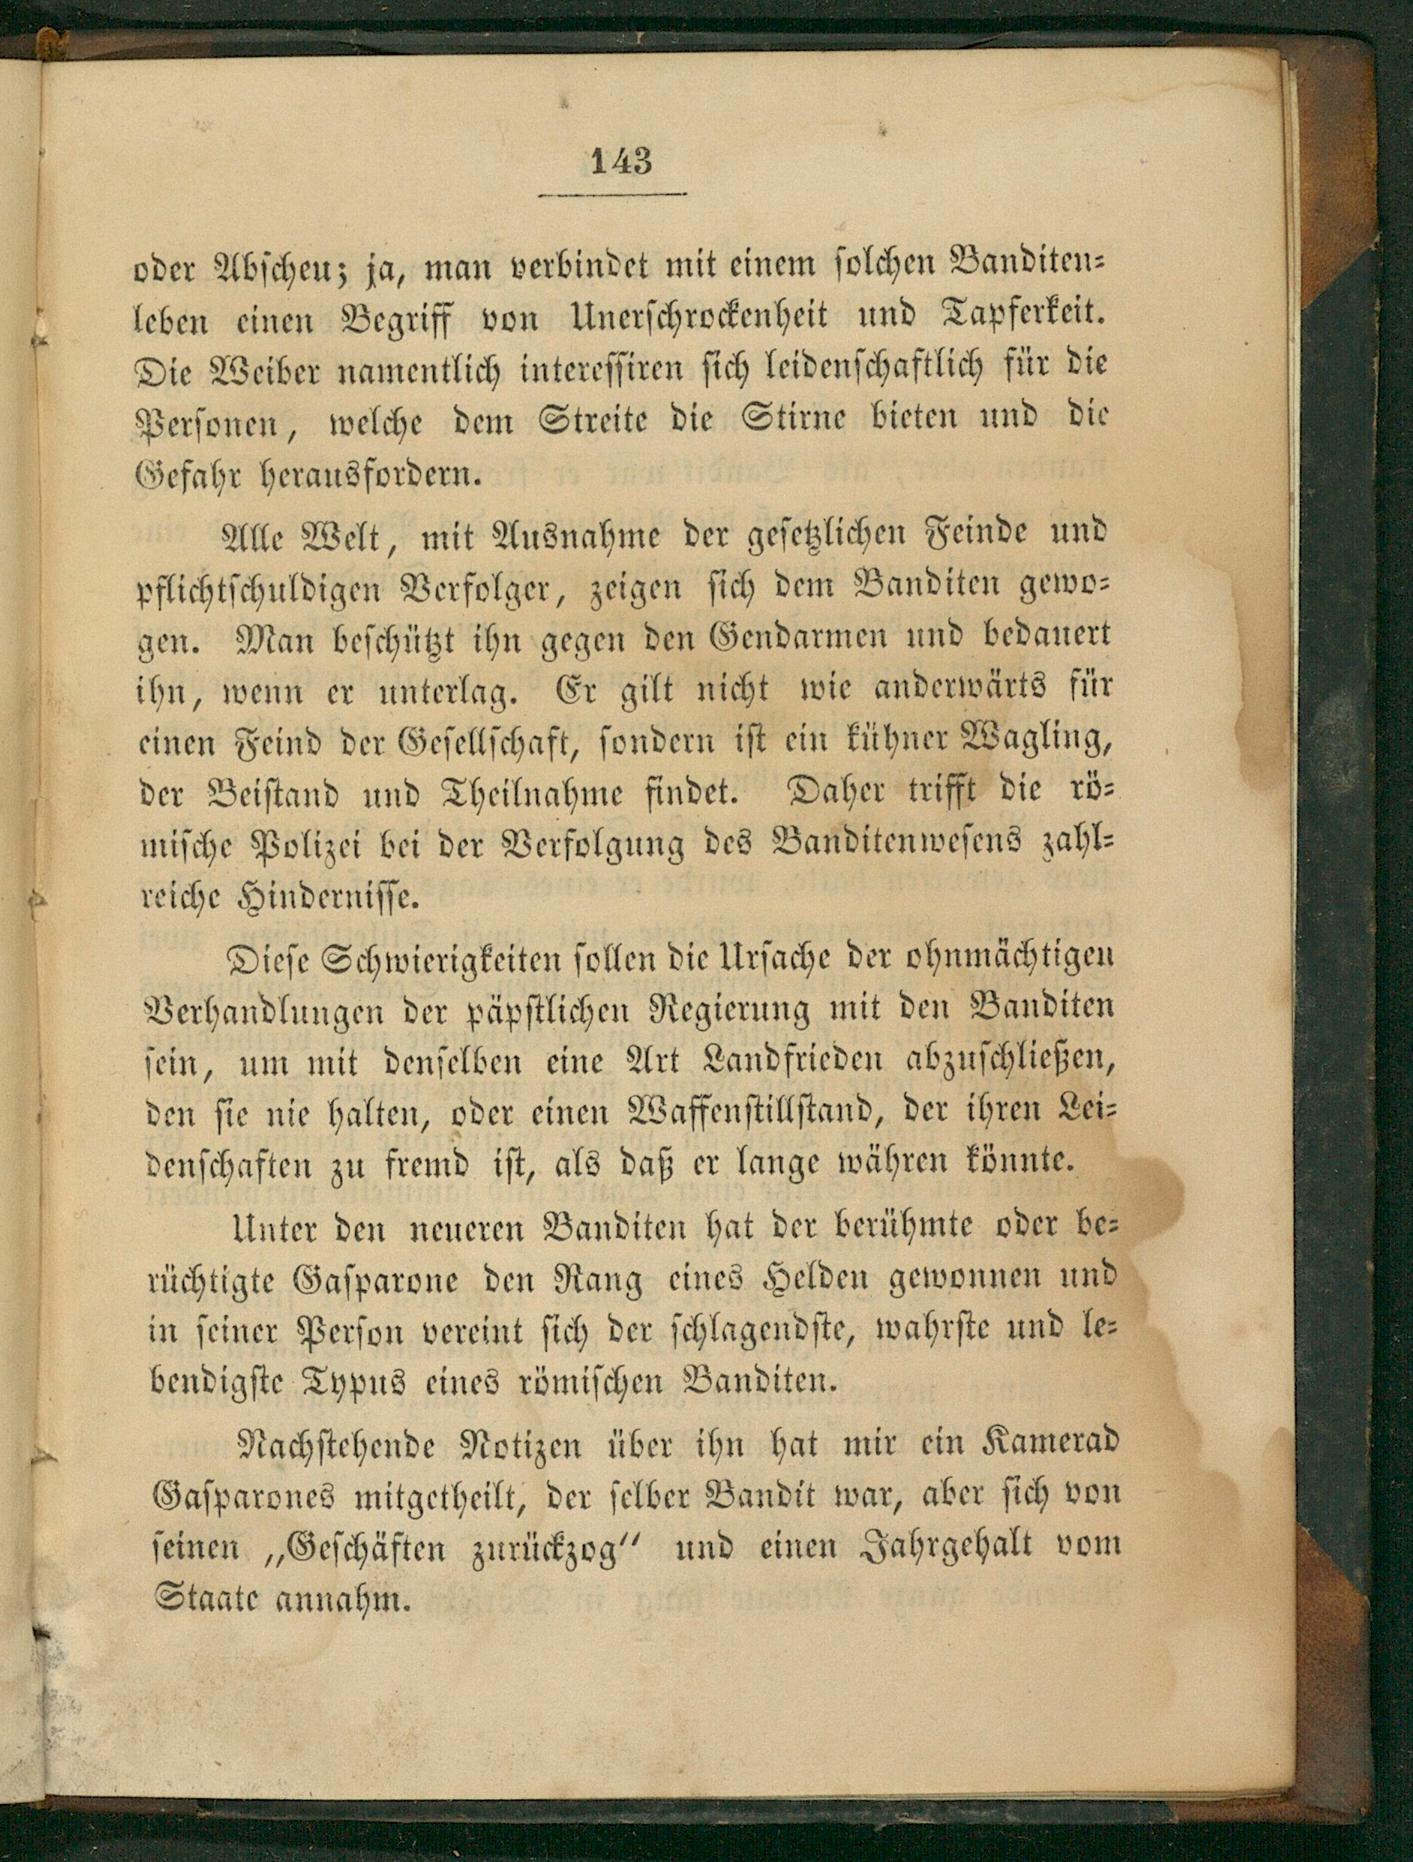 143
oder Abscheu; ja, man verbindet mit einem solchen Banditen-
leben einen Begriff von Unerschrockenheit und Tapferkeit.
Die Weiber namentlich interessiren sich leidenschaftlich für die
Personen, welche dem Streite die Stirne bieten und die
Gefahr herausfordern.
Alle Welt, mit Ausnahme der gesetzlichen Feinde und
pflichtschuldigen Verfolger, zeigen sich dem Banditen gewo-
gen. Man beschützt ihn gegen den Gendarmen und bedauert
ihn, wenn er unterlag. Er gilt nicht wie anderwärts für
einen Feind der Gesellschaft, sondern ist ein kühner Wagling,
der Beistand und Theilnahme findet. Daher trifft die rö-
mische Polizei bei der Verfolgung des Banditenwesens zahl-
reiche Hindernisse.
Diese Schwierigkeiten sollen die Ursache der ohnmächtigen
Verhandlungen der päpstlichen Regierung mit den Banditen
sein, um mit denselben eine Art Landfrieden abzuschließen,
den sie nie halten, oder einen Waffenstillstand, der ihren Lei-
denschaften zu fremd ist, als daß er lange währen könnte.
Unter den neueren Banditen hat der berühmte oder be-
rüchtigte Gasparone den Rang eines Helden gewonnen und
in seiner Person vereint sich der schlagendste, wahrste und le-
bendigste Typus eines römischen Banditen.
Nachstehende Notizen über ihn hat mir ein Kamerad
Gasparones mitgetheilt, der selber Bandit war, aber sich von
seinen „Geschäften zurückzog“ und einen Jahrgehalt vom
Staate annahm.